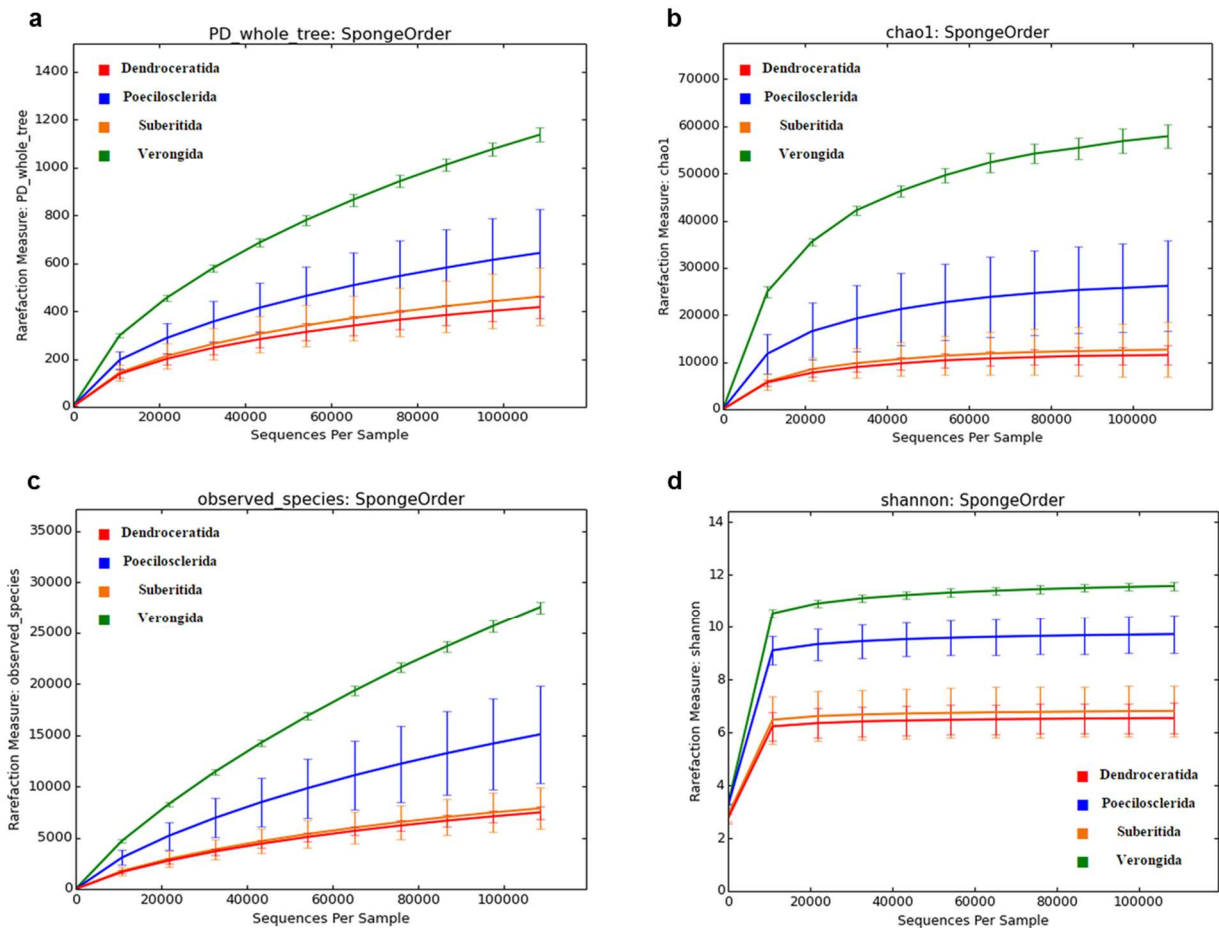 a
PD_whole_tree: SpongeOrder
1400
1200
1000
800
600
400
200
0
Rarefaction Measure: PD_whole_tree
Dendroceratida
Poecilosclerida
Suberitida
Verongida
0 20000 40000 60000 80000 100000
Sequences Per Sample
b
chao1: SpongeOrder
70000
60000
50000
40000
30000
20000
10000
0
Rarefaction Measure: chao1
Dendroceratida
Poecilosclerida
Suberitida
Verongida
0 20000 40000 60000 80000 100000
Sequences Per Sample
c
observed_species: SpongeOrder
35000
30000
25000
20000
15000
10000
5000
0
Rarefaction Measure: observed_species
Dendroceratida
Poecilosclerida
Suberitida
Verongida
0 20000 40000 60000 80000 100000
Sequences Per Sample
d
shannon: SpongeOrder
14
12
10
8
6
4
2
0
Rarefaction Measure: shannon
Dendroceratida
Poecilosclerida
Suberitida
Verongida
0 20000 40000 60000 80000 100000
Sequences Per Sample